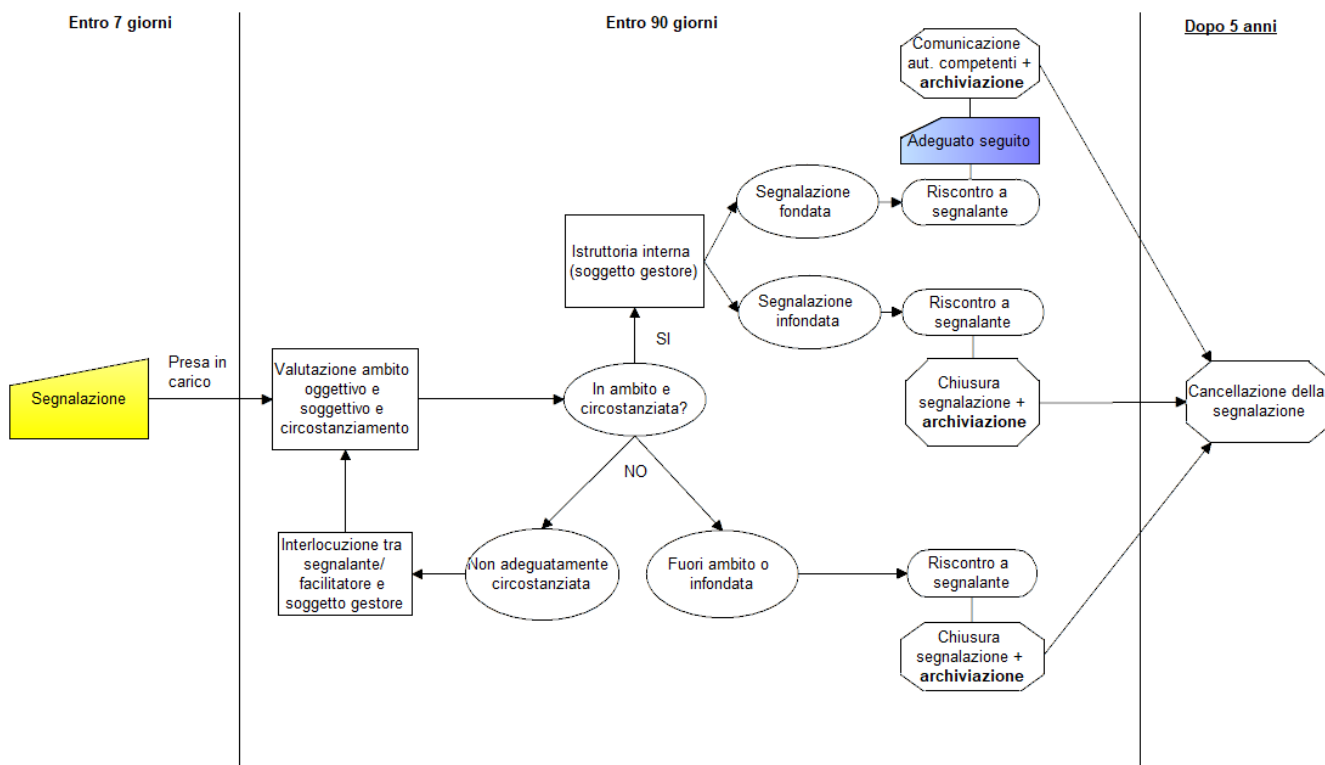 Entro 7 giorni
Entro 90 giorni
Dopo 5 anni
Comunicazione
aut. competenti +
archiviazione
Adeguato seguito
Segnalazione
fondata
Riscontro a
segnalante
Istruttoria interna
(soggetto gestore)
Segnalazione
infondata
Riscontro a
segnalante
SI
Presa in
carico
Segnalazione
Valutazione ambito
oggettivo e
soggettivo e
circostanziamento
In ambito e
circostanziata?
Chiusura
segnalazione +
archiviazione
Cancellazione della
segnalazione
NO
Interlocuzione tra
segnalante/
facilitatore e
soggetto gestore
Non adeguatamente
circostanziata
Fuori ambito o
infondata
Riscontro a
segnalante
Chiusura
segnalazione +
archiviazione